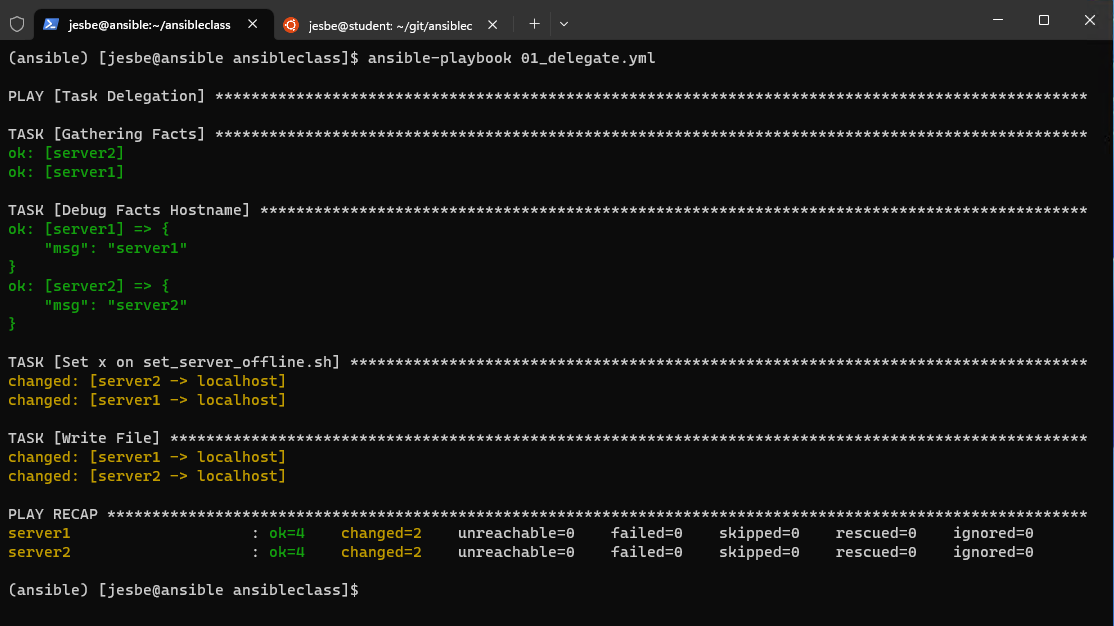 jesbe@ansible:~/ansibleclass
jesbe@student: ~/git/ansiblec
(ansible) [jesbe@ansible ansibleclass]$ ansible-playbook 01_delegate.yml
PLAY [Task Delegation] *************************************************************************************************
TASK [Gathering Facts] *************************************************************************************************
ok: [server2]
ok: [server1]
TASK [Debug Facts Hostname] ********************************************************************************************
ok: [server1] => {
    "msg": "server1"
}
ok: [server2] => {
    "msg": "server2"
}
TASK [Set x on set_server_offline.sh] **********************************************************************************
changed: [server2 -> localhost]
changed: [server1 -> localhost]
TASK [Write File] ******************************************************************************************************
changed: [server1 -> localhost]
changed: [server2 -> localhost]
PLAY RECAP *************************************************************************************************************
server1                    : ok=4    changed=2    unreachable=0    failed=0    skipped=0    rescued=0    ignored=0
server2                    : ok=4    changed=2    unreachable=0    failed=0    skipped=0    rescued=0    ignored=0
(ansible) [jesbe@ansible ansibleclass]$